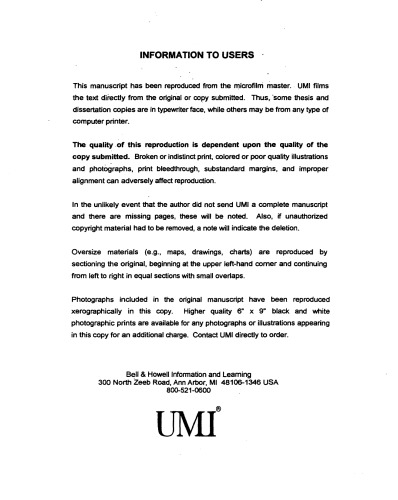 INFORMATION TO USERS
This manuscript has been reproduced from the microfilm master. UMI films
the text directly from the original or copy submitted. Thus, some thesis and
dissertation copies are in typewriter face, while others may be from any type of
computer printer.
The quality of this reproduction is dependent upon the quality of the
copy submitted. Broken or indistinct print, colored or poor quality illustrations
and photographs, print bleedthrough, substandard margins, and improper
alignment can adversely affect reproduction.
In the unlikely event that the author did not send UMI a complete manuscript
and there are missing pages, these will be noted. Also, if unauthorized
copyright material had to be removed, a note will indicate the deletion.
Oversize materials (e.g., maps, drawings, charts) are reproduced by
sectioning the original, beginning at the upper left-hand corner and continuing
from left to right in equal sections with small overlaps.
Photographs included in the original manuscript have been reproduced
xerographically in this copy. Higher quality 6" x 9" black and white
photographic prints are available for any photographs or illustrations appearing
in this copy for an additional charge. Contact UMI directly to order.
Bell & Howell Information and Learning
300 North Zeeb Road, Ann Arbor, MI 48106-1346 USA
800-521-0600
UMI®